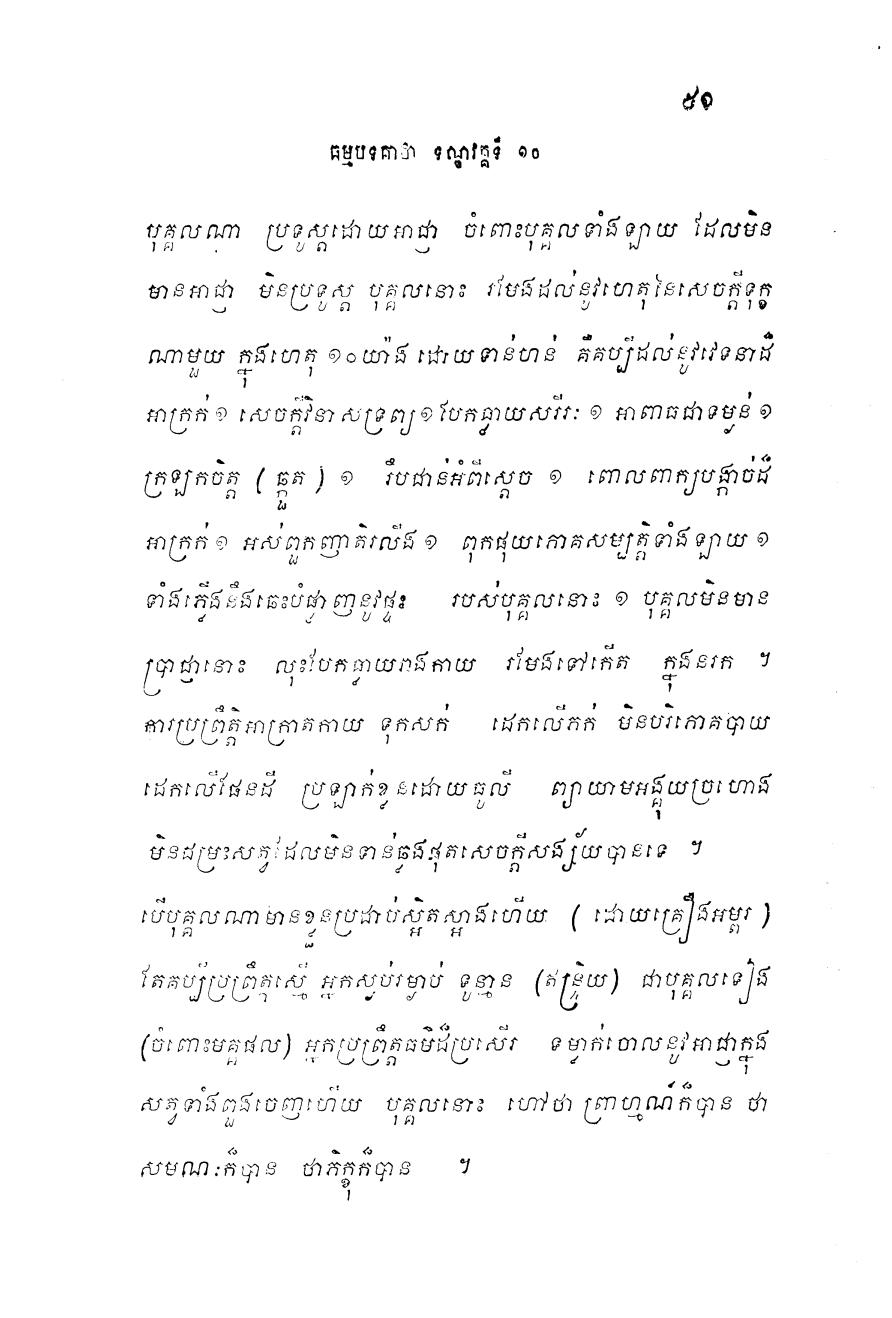 ៥១
ធម្មបទគាថា ទណ្ឌវគ្គទី ១០
បុគ្គលណា ប្រទូស្តដោយអាជ្ញា ចំពោះបុគ្គលទាំងឡាយ ដែលមិន
មានអាជ្ញា មិនប្រទូស្ត បុគ្គលនោះ រមែងដល់នូវហេតុនៃសេចក្តីទុក្ខ
ណាមួយ ក្នុងហេតុ ១០យ៉ាង ដោយទាន់ហន់ គឺគប្បីដល់នូវវេទនាដ៏
អាក្រក់ ១ សេចក្តីវិនាសទ្រព្យ ១ បែកធ្លាយសរីរៈ ១ អាពាធជាទម្ងន់ ១
ក្រឡកចិត្ត ( ឆ្កួត ) ១ រឹបជាន់អំពីស្តេច ១ ពោលពាក្យបង្កាច់ដ៏
អាក្រក់ ១ អស់ពួកញាតិរលីង ១ ពុកផុយភោគសម្បត្តិទាំងឡាយ ១
ទាំងភ្លើងនឹងឆេះបំផ្លាញនូវផ្ទះ របស់បុគ្គលនោះ ១ បុគ្គលមិនមាន
ប្រាជ្ញានោះ លុះបែកធ្លាយរាងកាយ រមែងទៅកើត ក្នុងនរក ។
ការប្រព្រឹត្តិអាក្រាតកាយ ទុកសក់ ដេកលើភក់ មិនបរិភោគបាយ
ដេកលើផែនដី ប្រឡាក់ខ្លួនដោយធូលី ព្យាយាមអង្គុយច្រហោង
មិនជម្រះសត្វដែលមិនទាន់ឆ្លងផុតសេចក្តីសង្ស័យបានទេ ។
បើបុគ្គលណាមានខ្លួនប្រដាប់ស្អិតស្អាងហើយ ( ដោយគ្រឿងអម្ពរ )
តែគប្បីប្រព្រឹត្តស្មើ អ្នកស្ងប់រម្ងាប់ ទូន្មាន (ឥន្ទ្រិយ) ជាបុគ្គលទៀង
(ចំពោះមគ្គផល) អ្នកប្រព្រឹត្តធម៌ដ៏ប្រសើរ ទម្លាក់ចោលនូវអាជ្ញាក្នុង
សត្វទាំងពួងចេញហើយ បុគ្គលនោះ ហៅថា ព្រាហ្មណ៍ក៏បាន ថា
សមណៈក៏បាន ថាភិក្ខុក៏បាន ។